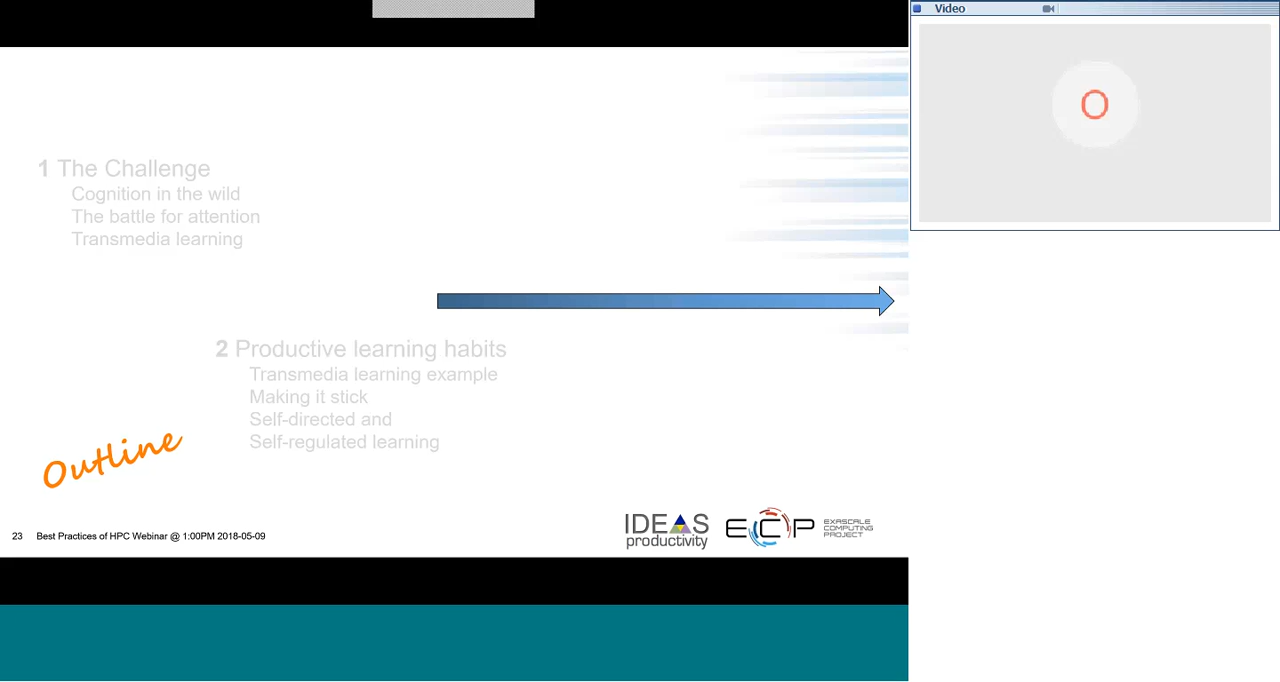 Video
O
1 The Challenge
Cognition in the wild
The battle for attention
Transmedia learning
2 Productive learning habits
Transmedia learning example
Making it stick
Self-directed and
Self-regulated learning
Outline
23 Best Practices of HPC Webinar @ 1:00PM 2018-05-09
IDEAS
productivity
ECP
EXASCALE
COMPUTING
PROJECT